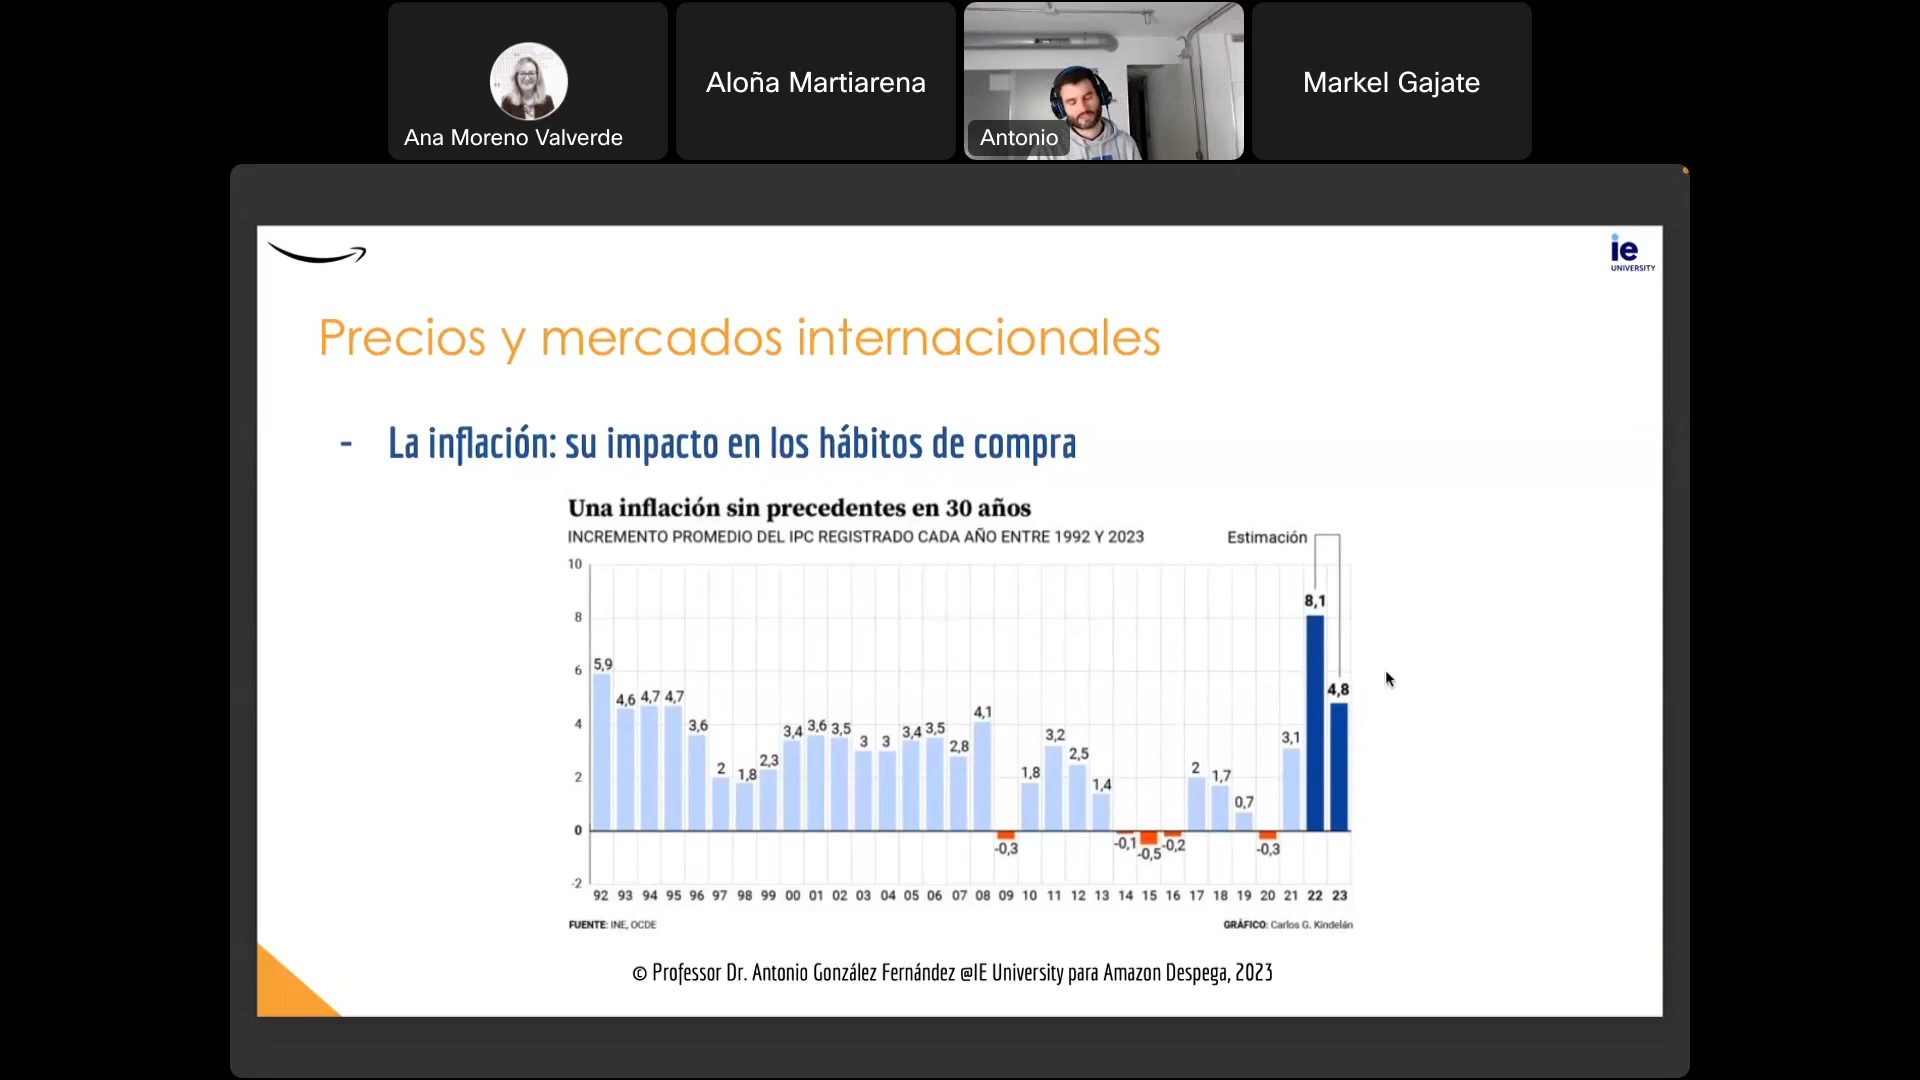 Ana Moreno Valverde
Aloña Martiarena
Antonio
Markel Gajate
ie
UNIVERSITY
Precios y mercados internacionales
- La inflación: su impacto en los hábitos de compra
Una inflación sin precedentes en 30 años
INCREMENTO PROMEDIO DEL IPC REGISTRADO CADA AÑO ENTRE 1992 Y 2023
Estimación
10
8
6
4
2
0
-2
5,9
4,6
4,7
4,7
3,6
2
1,8
2,3
3,4
3,6
3,5
3
3
3,4
3,5
2,8
4,1
-0,3
1,8
3,2
2,5
1,4
-0,1
-0,5
-0,2
2
1,7
0,7
-0,3
3,1
8,1
4,8
92 93 94 95 96 97 98 99 00 01 02 03 04 05 06 07 08 09 10 11 12 13 14 15 16 17 18 19 20 21 22 23
FUENTE: INE, OCDE
GRÁFICO: Carlos G. Kindelán
© Professor Dr. Antonio González Fernández @IE University para Amazon Despega, 2023